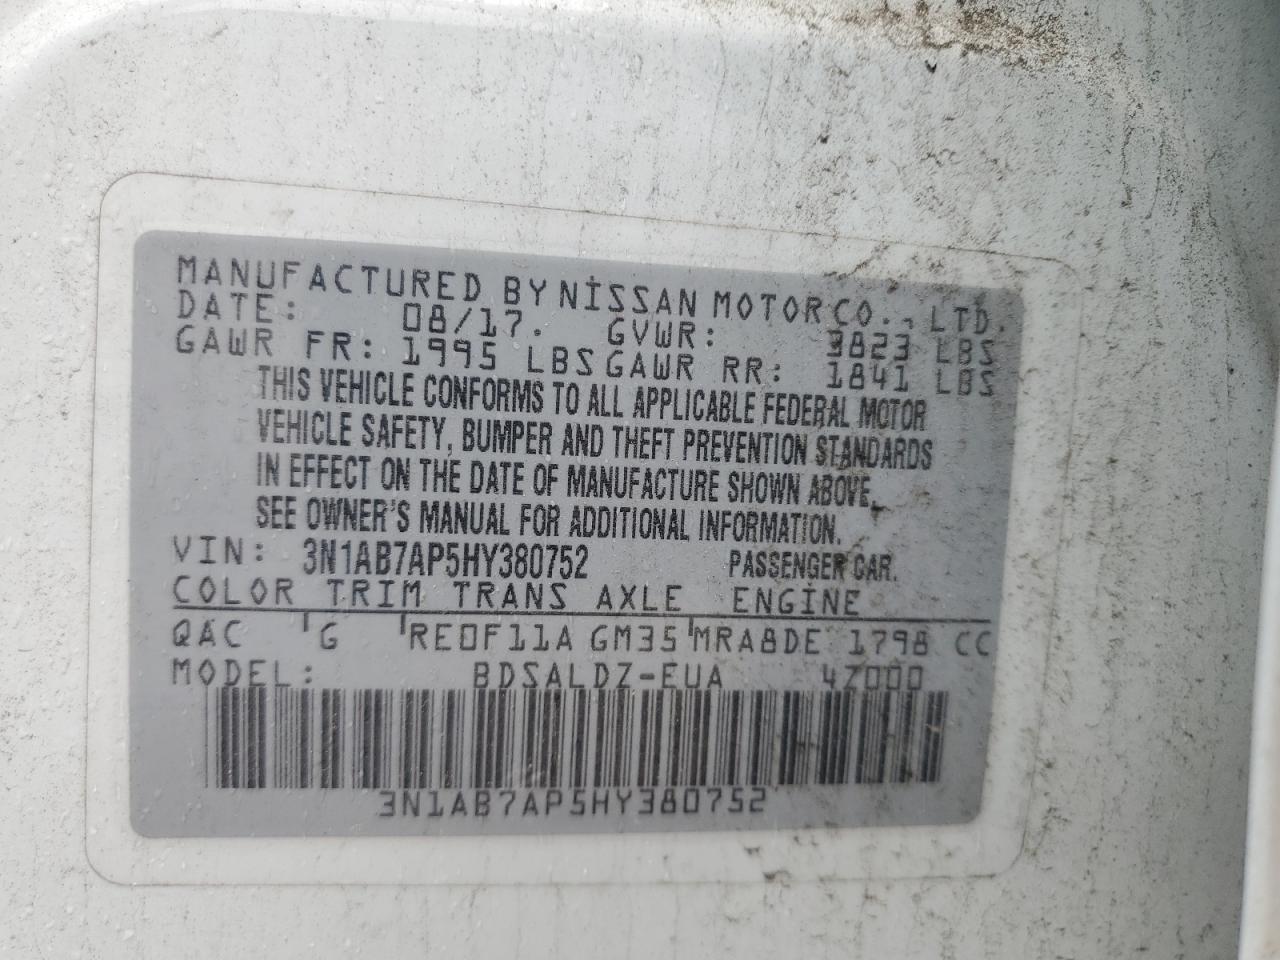 MANUFACTURED BY NISSAN MOTOR CO., LTD.
DATE: 08/17. GVWR: 3823 LBS
GAWR FR: 1995 LBS GAWR RR: 1841 LBS
THIS VEHICLE CONFORMS TO ALL APPLICABLE FEDERAL MOTOR
VEHICLE SAFETY, BUMPER AND THEFT PREVENTION STANDARDS
IN EFFECT ON THE DATE OF MANUFACTURE SHOWN ABOVE.
SEE OWNER'S MANUAL FOR ADDITIONAL INFORMATION.
VIN: 3N1AB7AP5HY380752 PASSENGER CAR.
COLOR TRIM TRANS AXLE ENGINE
QAC G RE0F11A GM35 MRA8DE 1798 CC
MODEL: BDSALDZ-EUA 4Z000
3N1AB7AP5HY380752